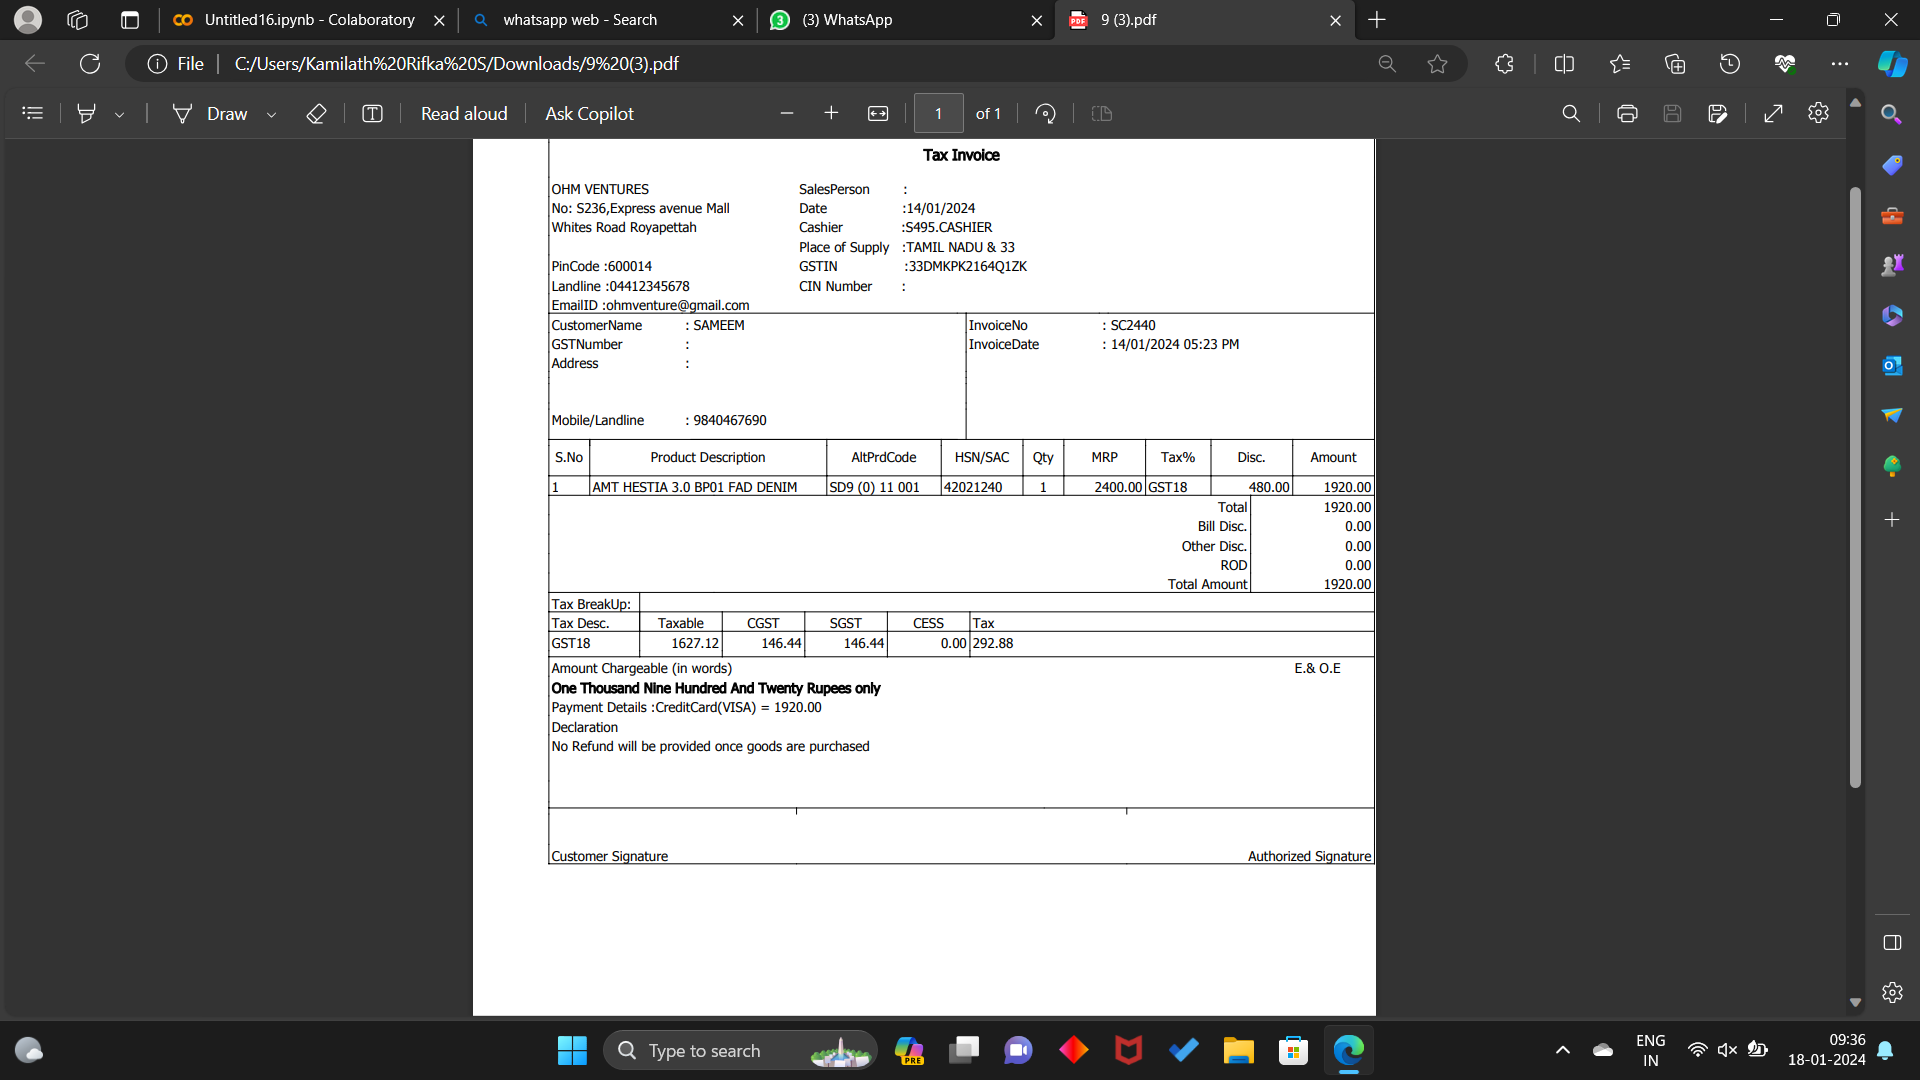 Untitled16.ipynb - Colaboratory
whatsapp web - Search
3
(3) WhatsApp
PDF
9 (3).pdf
File
C:/Users/Kamilath%20Rifka%20S/Downloads/9%20(3).pdf
Draw
Read aloud
Ask Copilot
1
of 1
Tax Invoice
OHM VENTURES SalesPerson :
No: S236,Express avenue Mall Date :14/01/2024
Whites Road Royapettah Cashier :S495.CASHIER
Place of Supply :TAMIL NADU & 33
PinCode :600014 GSTIN :33DMKPK2164Q1ZK
Landline :04412345678 CIN Number :
EmailID :ohmventure@gmail.com
CustomerName : SAMEEM InvoiceNo : SC2440
GSTNumber : InvoiceDate : 14/01/2024 05:23 PM
Address :
Mobile/Landline : 9840467690
S.No Product Description AltPrdCode HSN/SAC Qty MRP Tax% Disc. Amount
1 AMT HESTIA 3.0 BP01 FAD DENIM SD9 (0) 11 001 42021240 1 2400.00 GST18 480.00 1920.00
Total 1920.00
Bill Disc. 0.00
Other Disc. 0.00
ROD 0.00
Total Amount 1920.00
Tax BreakUp:
Tax Desc. Taxable CGST SGST CESS Tax
GST18 1627.12 146.44 146.44 0.00 292.88
Amount Chargeable (in words) E.& O.E
One Thousand Nine Hundred And Twenty Rupees only
Payment Details :CreditCard(VISA) = 1920.00
Declaration
No Refund will be provided once goods are purchased
Customer Signature Authorized Signature
Type to search
PRE
ENG
IN
09:36
18-01-2024